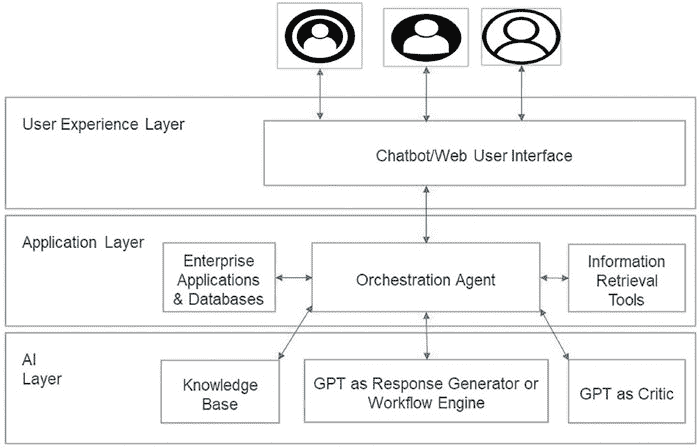 User Experience Layer
Chatbot/Web User Interface
Application Layer
Enterprise
Applications
& Databases
Orchestration Agent
Information
Retrieval
Tools
AI
Layer
Knowledge
Base
GPT as Response Generator or
Workflow Engine
GPT as Critic